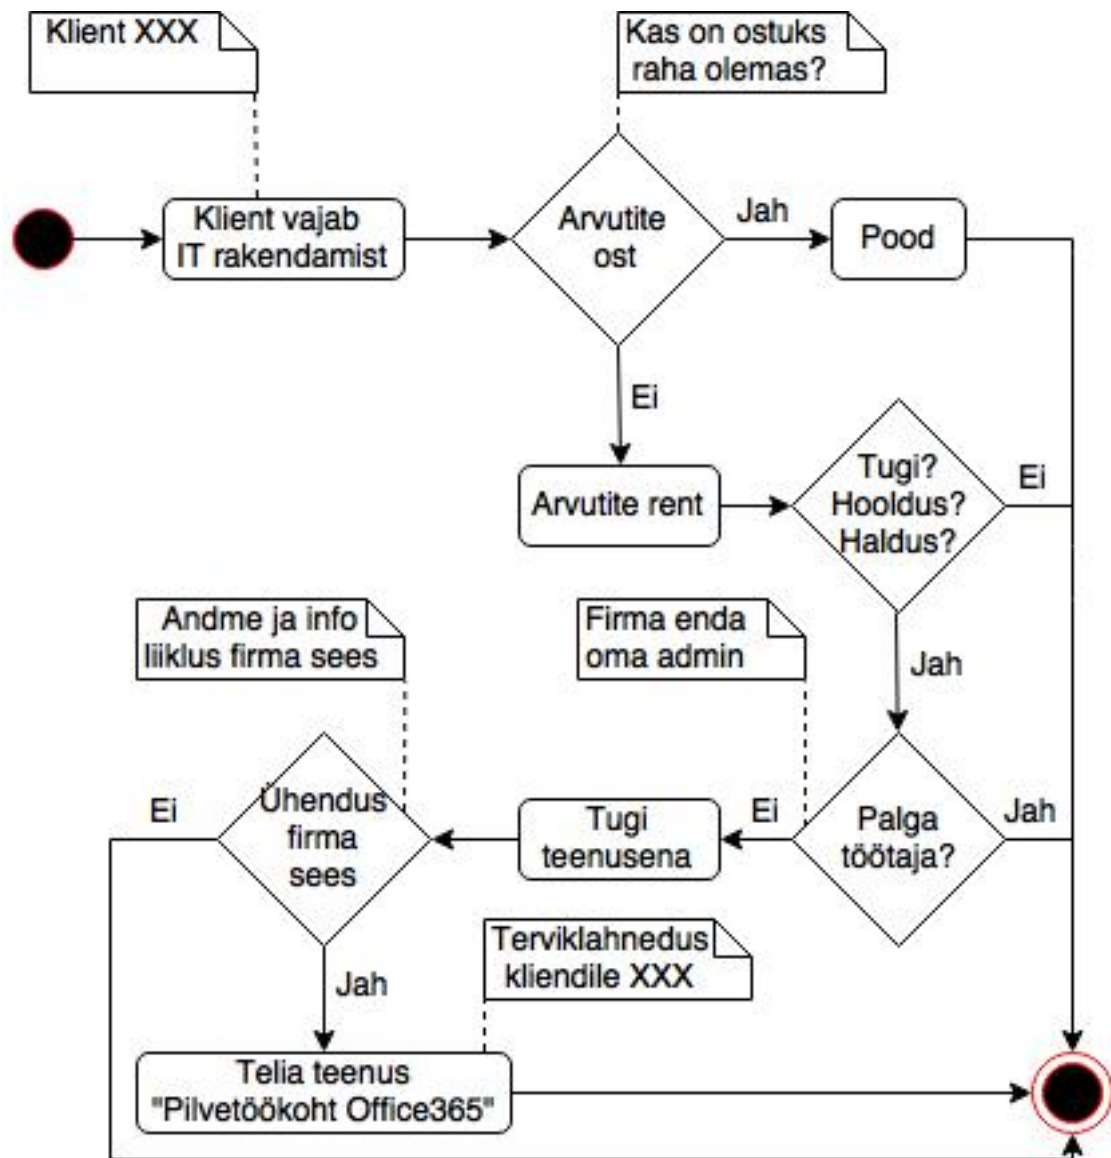 Klient XXX
Kas on ostuks
raha olemas?
Klient vajab
IT rakendamist
Arvutite
ost
Jah
Pood
Ei
Arvutite rent
Tugi?
Hooldus?
Haldus?
Ei
Jah
Andme ja info
liiklus firma sees
Firma enda
oma admin
Ei
Ühendus
firma
sees
Tugi
teenusena
Ei
Palga
töötaja?
Jah
Jah
Terviklahnedus
kliendile XXX
Telia teenus
"Pilvetöökoht Office365"